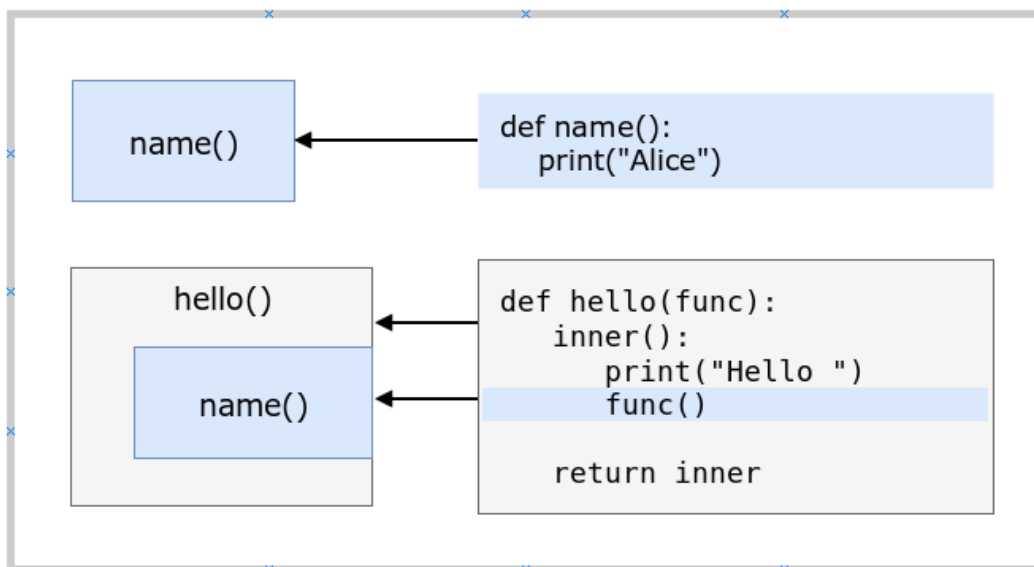 name()
def name():
print("Alice")
hello()
name()
def hello(func):
inner():
print("Hello ")
func()
return inner